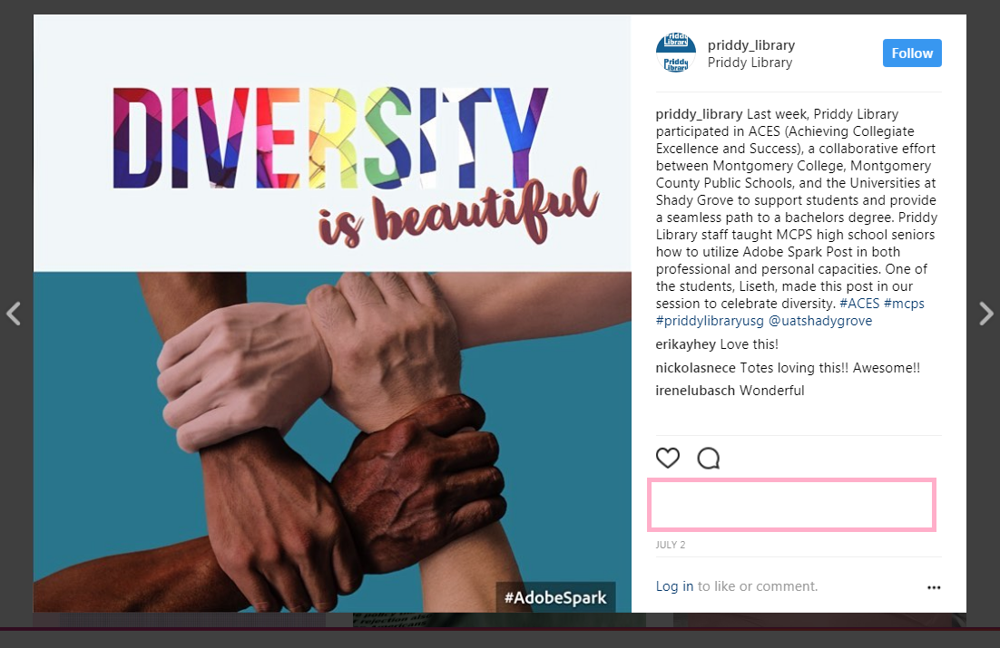 DIVERSITY
is beautiful
#AdobeSpark
Priddy
Library
Priddy
Library
priddy_library
Priddy Library
Follow
priddy_library Last week, Priddy Library
participated in ACES (Achieving Collegiate
Excellence and Success), a collaborative effort
between Montgomery College, Montgomery
County Public Schools, and the Universities at
Shady Grove to support students and provide
a seamless path to a bachelors degree. Priddy
Library staff taught MCPS high school seniors
how to utilize Adobe Spark Post in both
professional and personal capacities. One of
the students, Liseth, made this post in our
session to celebrate diversity. #ACES #mcps
#priddylibraryusg @uatshadygrove
erikayhey Love this!
nickolasnece Totes loving this!! Awesome!!
irenelubasch Wonderful
JULY 2
Log in to like or comment.